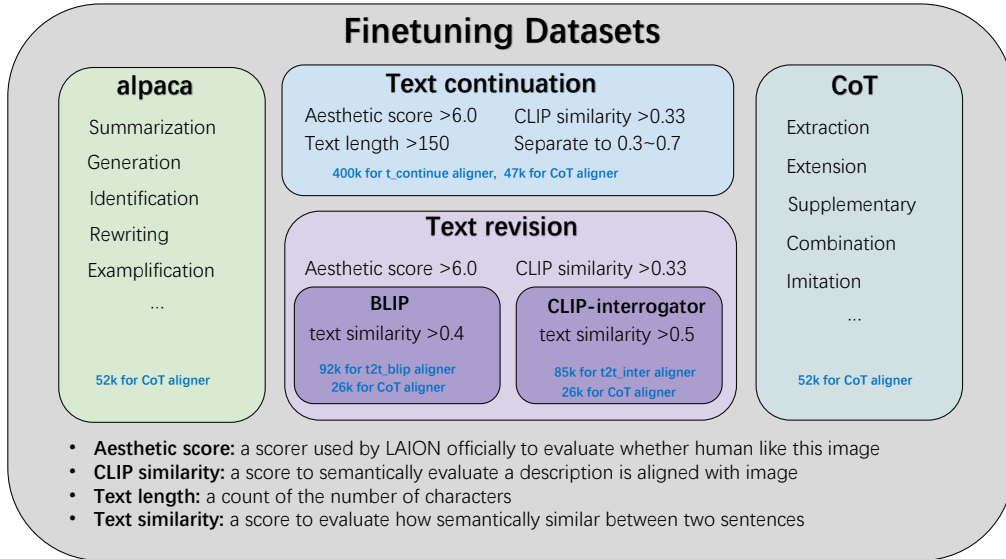 Finetuning Datasets
alpaca
Summarization
Generation
Identification
Rewriting
Examplification
...
52k for CoT aligner
Text continuation
Aesthetic score >6.0 CLIP similarity >0.33
Text length >150 Separate to 0.3~0.7
400k for t_continue aligner, 47k for CoT aligner
Text revision
Aesthetic score >6.0 CLIP similarity >0.33
BLIP
text similarity >0.4
92k for t2t_blip aligner
26k for CoT aligner
CLIP-interrogator
text similarity >0.5
85k for t2t_inter aligner
26k for CoT aligner
CoT
Extraction
Extension
Supplementary
Combination
Imitation
...
52k for CoT aligner
• Aesthetic score: a scorer used by LAION officially to evaluate whether human like this image
• CLIP similarity: a score to semantically evaluate a description is aligned with image
• Text length: a count of the number of characters
• Text similarity: a score to evaluate how semantically similar between two sentences